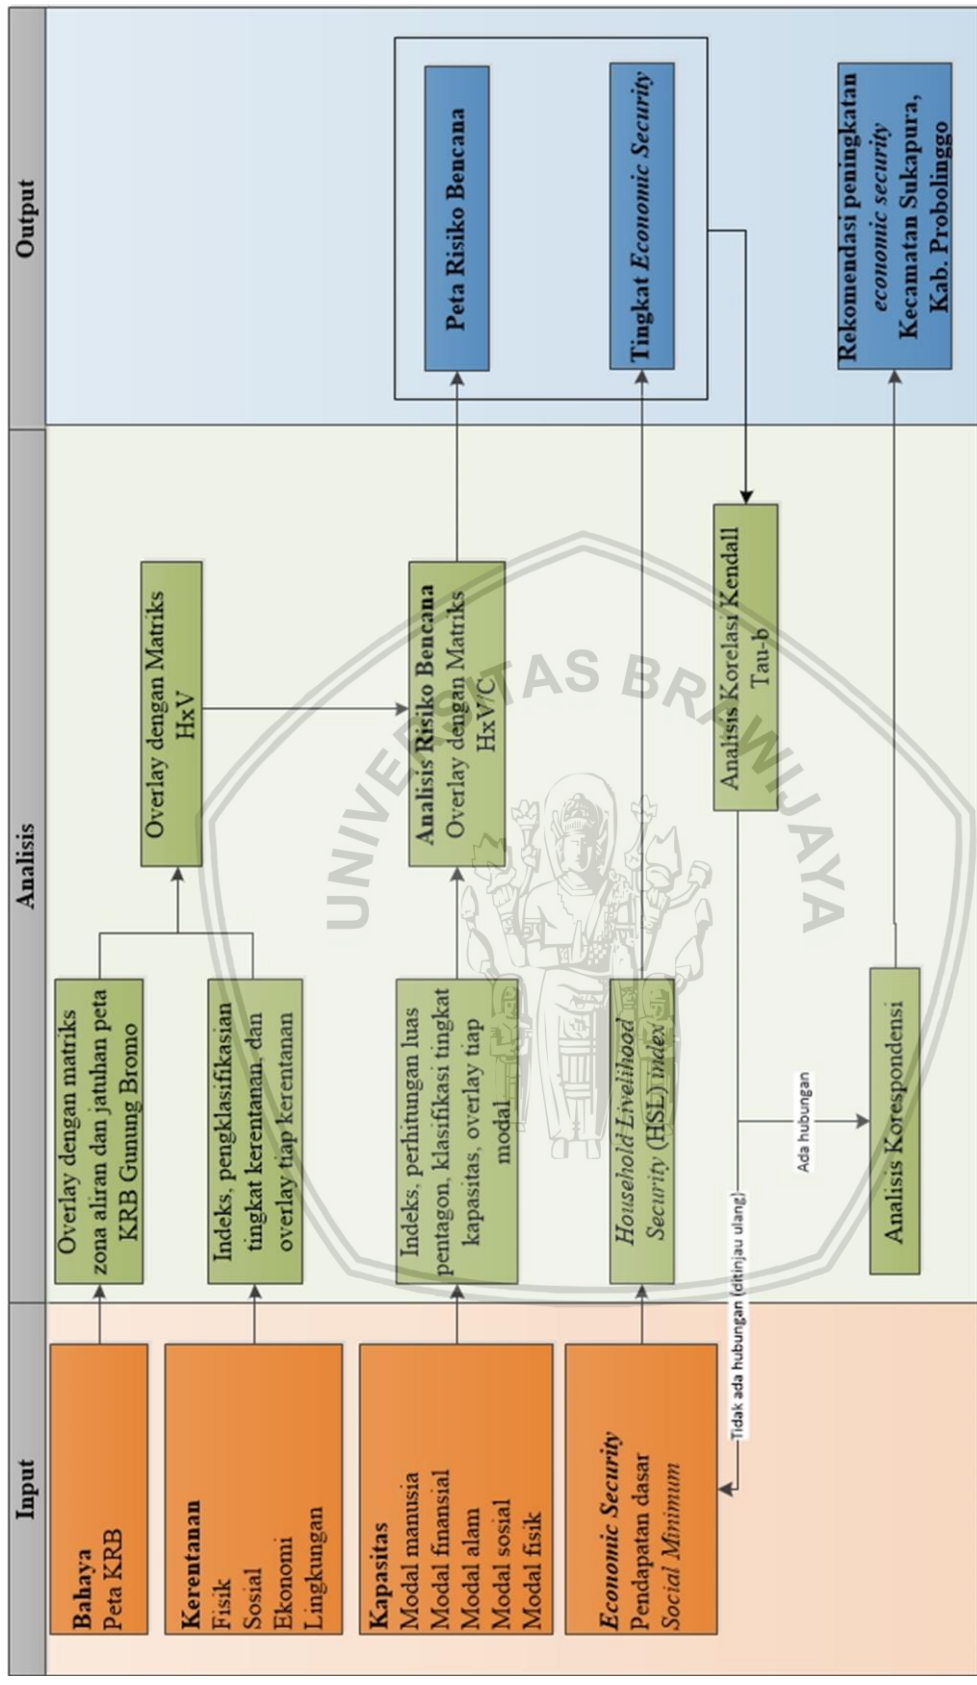 Input
Analisis
Output
Bahaya
Peta KRB
Kerentanan
Fisik
Sosial
Ekonomi
Lingkungan
Kapasitas
Modal manusia
Modal finansial
Modal alam
Modal sosial
Modal fisik
Economic Security
Pendapatan dasar
Social Minimum
Overlay dengan matriks
zona aliran dan jatuhan peta
KRB Gunung Bromo
Indeks, pengklasifikasian
tingkat kerentanan, dan
overlay tiap kerentanan
Indeks, perhitungan luas
pentagon, klasifikasi tingkat
kapasitas, overlay tiap
modal
Household Livelihood
Security (HSL) index
Overlay dengan Matriks
HxV
Analisis Risiko Bencana
Overlay dengan Matriks
HxV/C
Analisis Korelasi Kendall
Tau-b
Tidak ada hubungan (ditinjau ulang)
Ada hubungan
Analisis Korespondensi
Peta Risiko Bencana
Tingkat Economic Security
Rekomendasi peningkatan
economic security
Kecamatan Sukapura,
Kab. Probolinggo
UNIVERSITAS BRAWIJAYA